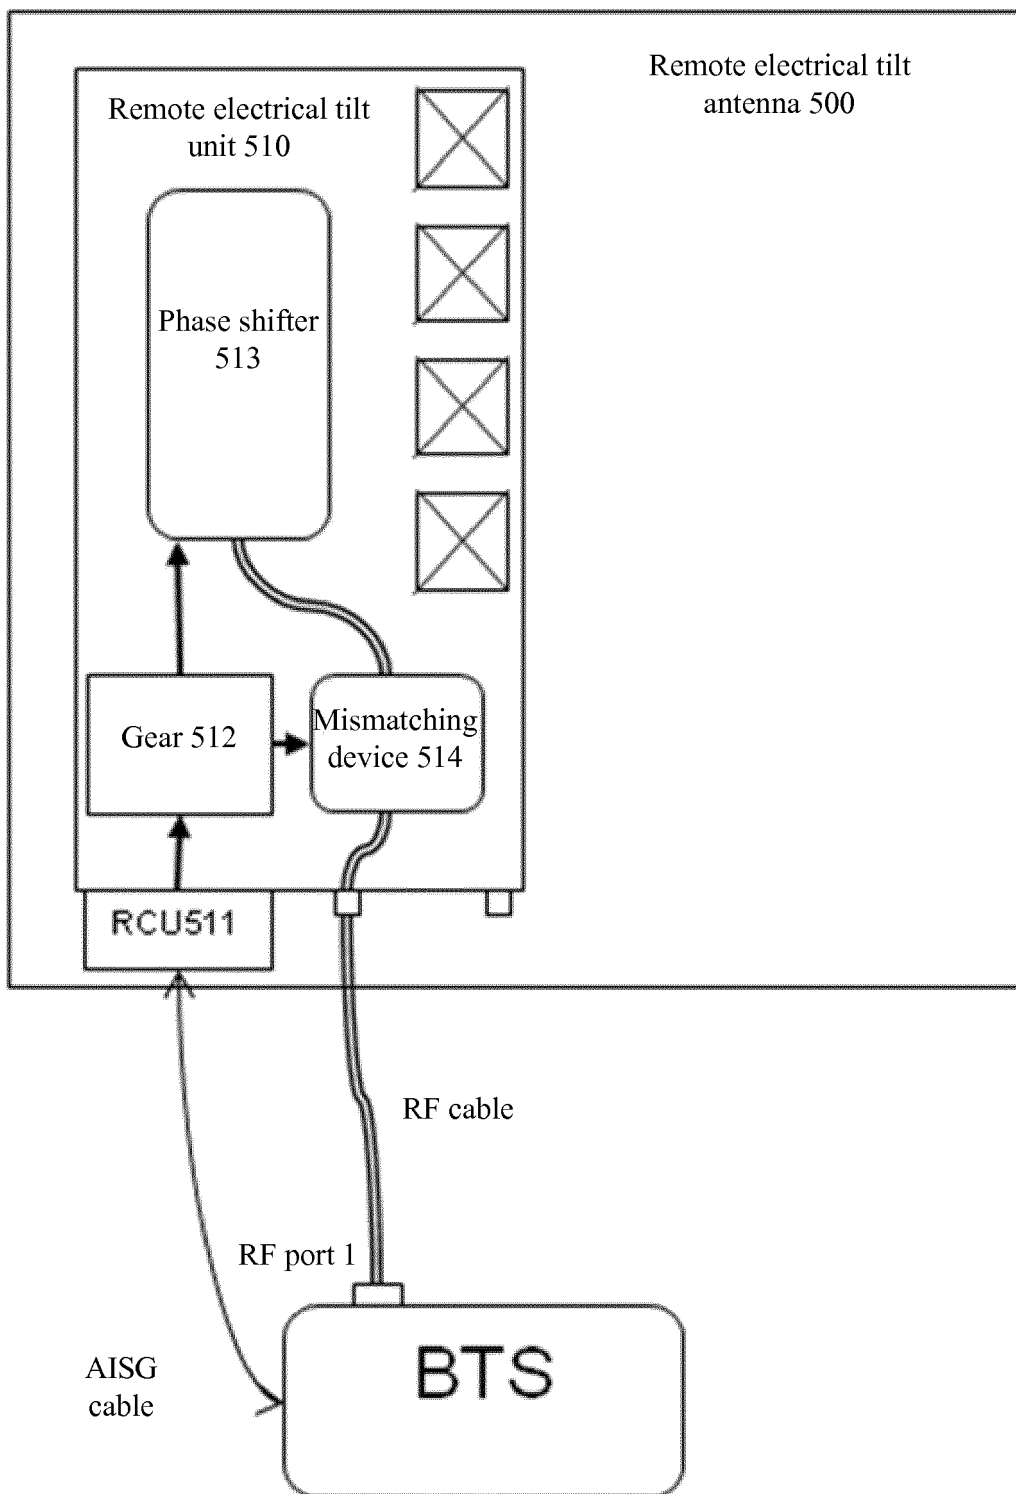 Remote electrical tilt
antenna 500
Remote electrical tilt
unit 510
Phase shifter
513
Gear 512
Mismatching
device 514
RCU511
RF cable
RF port 1
AISG
cable
BTS